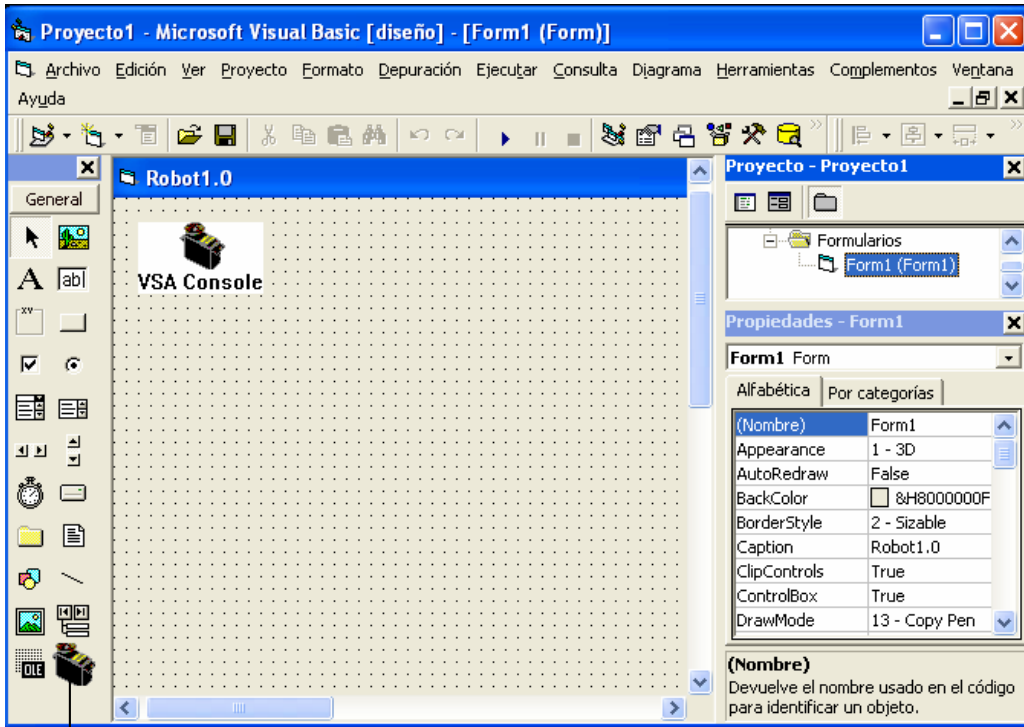 Proyecto1 - Microsoft Visual Basic [diseño] - [Form1 (Form)]
Archivo Edición Ver Proyecto Formato Depuración Ejecutar Consulta Diagrama Herramientas Complementos Ventana
Ayuda
General
A
ab
XY
OLE
Robot1.0
VSA Console
Proyecto - Proyecto1
Formularios
Form1 (Form1)
Propiedades - Form1
Form1 Form
Alfabética Por categorías
(Nombre) Form1
Appearance 1 - 3D
AutoRedraw False
BackColor &H8000000F
BorderStyle 2 - Sizable
Caption Robot1.0
ClipControls True
ControlBox True
DrawMode 13 - Copy Pen
(Nombre)
Devuelve el nombre usado en el código
para identificar un objeto.